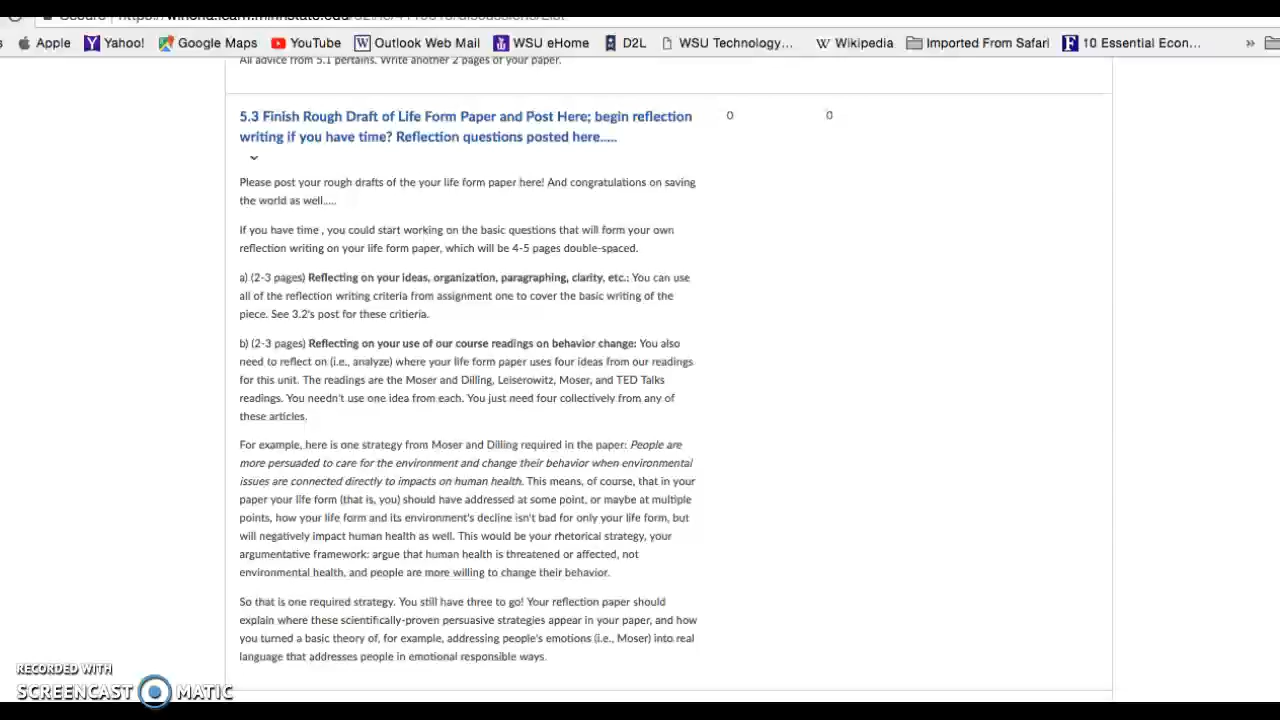 Apple Yahoo! Google Maps YouTube Outlook Web Mail WSU eHome D2L WSU Technology... Wikipedia Imported From Safari 10 Essential Econ... »
All advice from 5.1 pertains. Write another 2 pages of your paper.
5.3 Finish Rough Draft of Life Form Paper and Post Here; begin reflection 0 0
writing if you have time? Reflection questions posted here.....
Please post your rough drafts of the your life form paper here! And congratulations on saving
the world as well.....
If you have time , you could start working on the basic questions that will form your own
reflection writing on your life form paper, which will be 4-5 pages double-spaced.
a) (2-3 pages) Reflecting on your ideas, organization, paragraphing, clarity, etc.: You can use
all of the reflection writing criteria from assignment one to cover the basic writing of the
piece. See 3.2's post for these critieria.
b) (2-3 pages) Reflecting on your use of our course readings on behavior change: You also
need to reflect on (i.e., analyze) where your life form paper uses four ideas from our readings
for this unit. The readings are the Moser and Dilling, Leiserowitz, Moser, and TED Talks
readings. You needn't use one idea from each. You just need four collectively from any of
these articles.
For example, here is one strategy from Moser and Dilling required in the paper: People are
more persuaded to care for the environment and change their behavior when environmental
issues are connected directly to impacts on human health. This means, of course, that in your
paper your life form (that is, you) should have addressed at some point, or maybe at multiple
points, how your life form and its environment's decline isn't bad for only your life form, but
will negatively impact human health as well. This would be your rhetorical strategy, your
argumentative framework: argue that human health is threatened or affected, not
environmental health, and people are more willing to change their behavior.
So that is one required strategy. You still have three to go! Your reflection paper should
explain where these scientifically-proven persuasive strategies appear in your paper, and how
you turned a basic theory of, for example, addressing people's emotions (i.e., Moser) into real
language that addresses people in emotional responsible ways.
RECORDED WITH
SCREENCAST MATIC